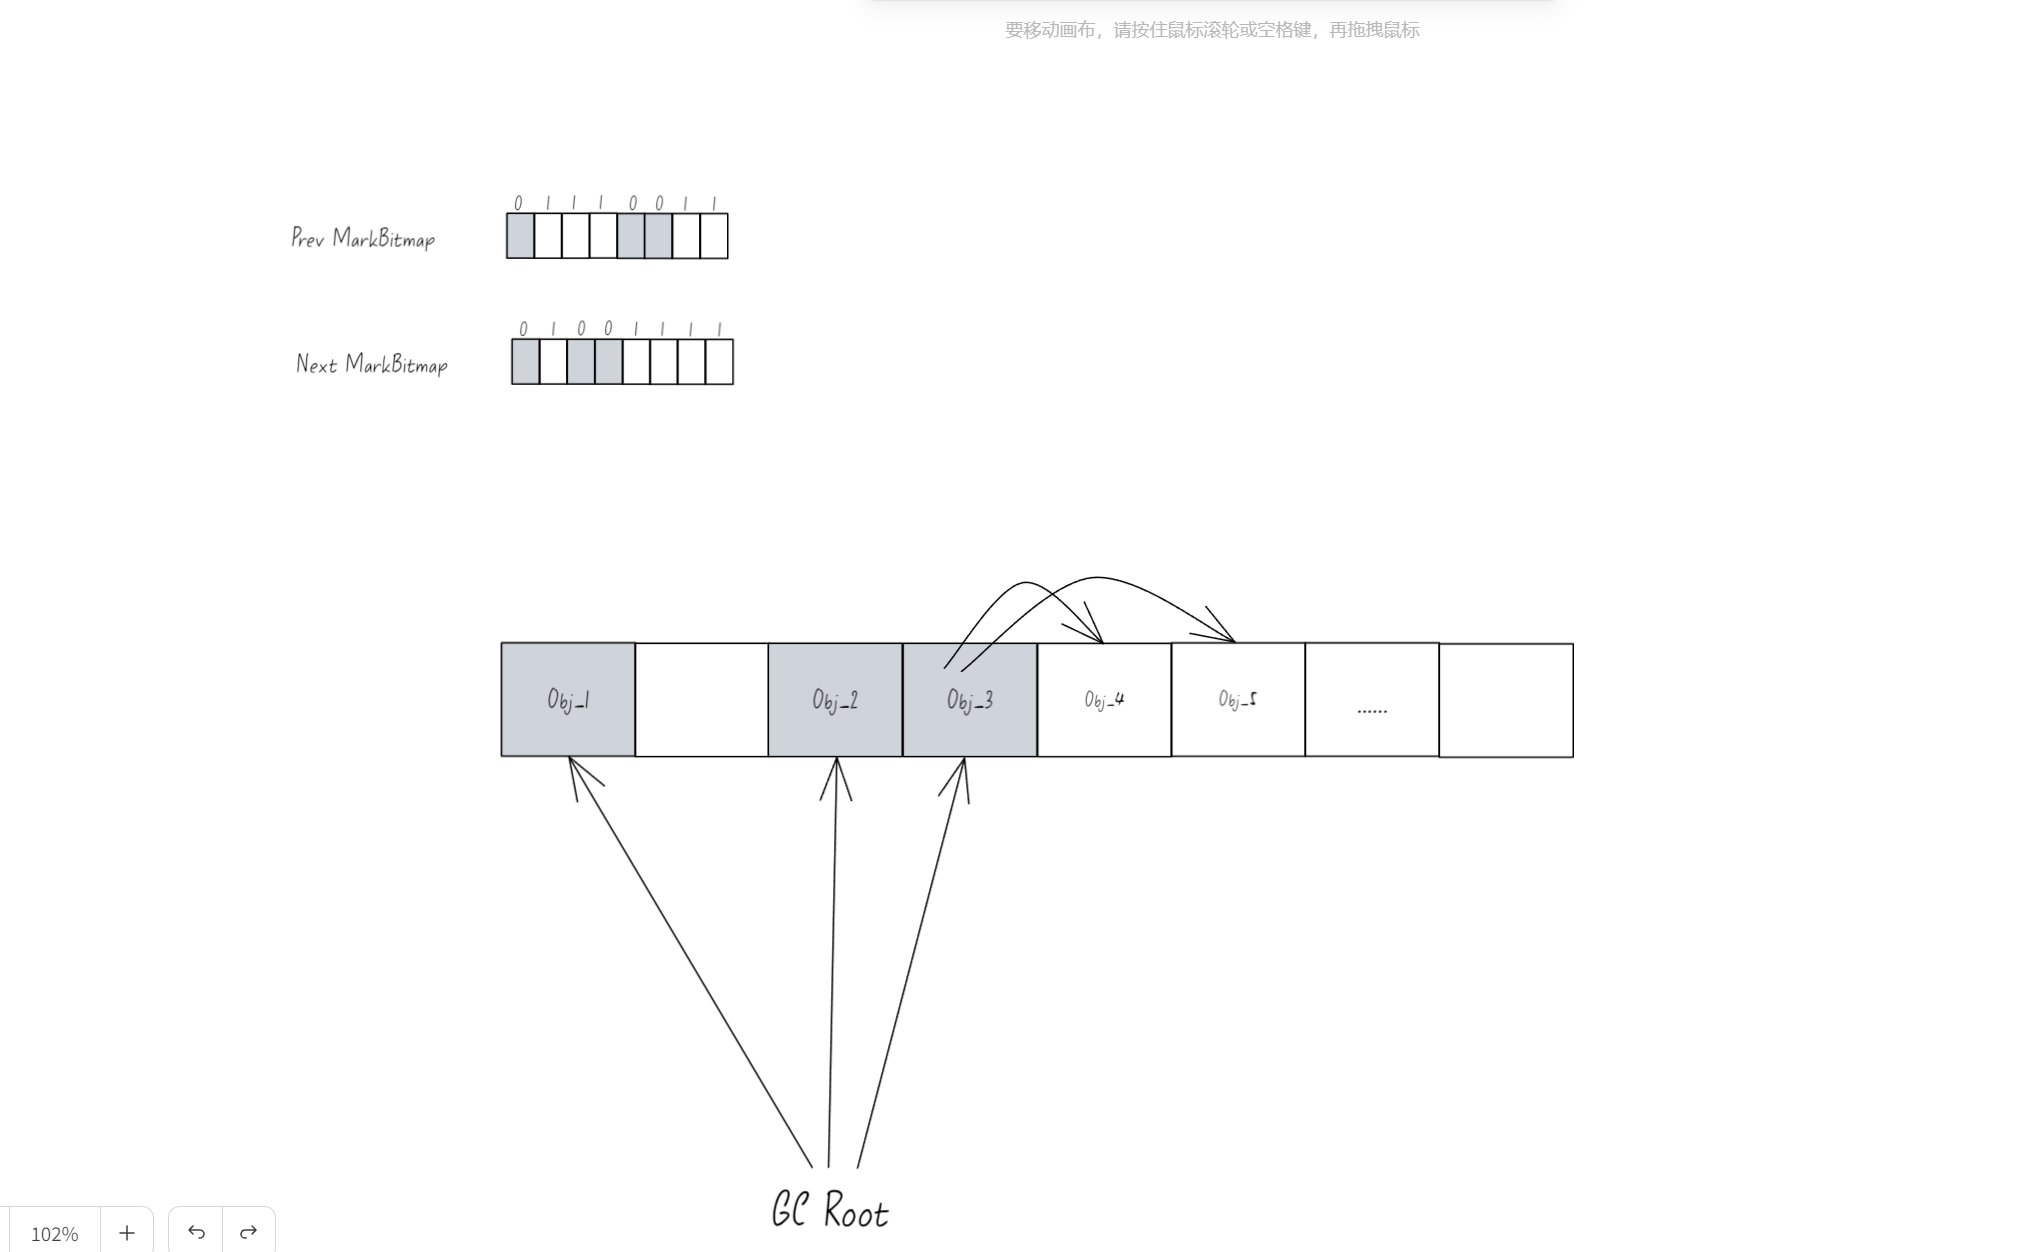 要移动画布，请按住鼠标滚轮或空格键，再拖拽鼠标
0 1 1 1 0 0 1 1
Prev MarkBitmap
0 1 0 0 1 1 1 1
Next MarkBitmap
Obj_1 Obj_2 Obj_3 Obj_4 Obj_5 ......
GC Root
102%